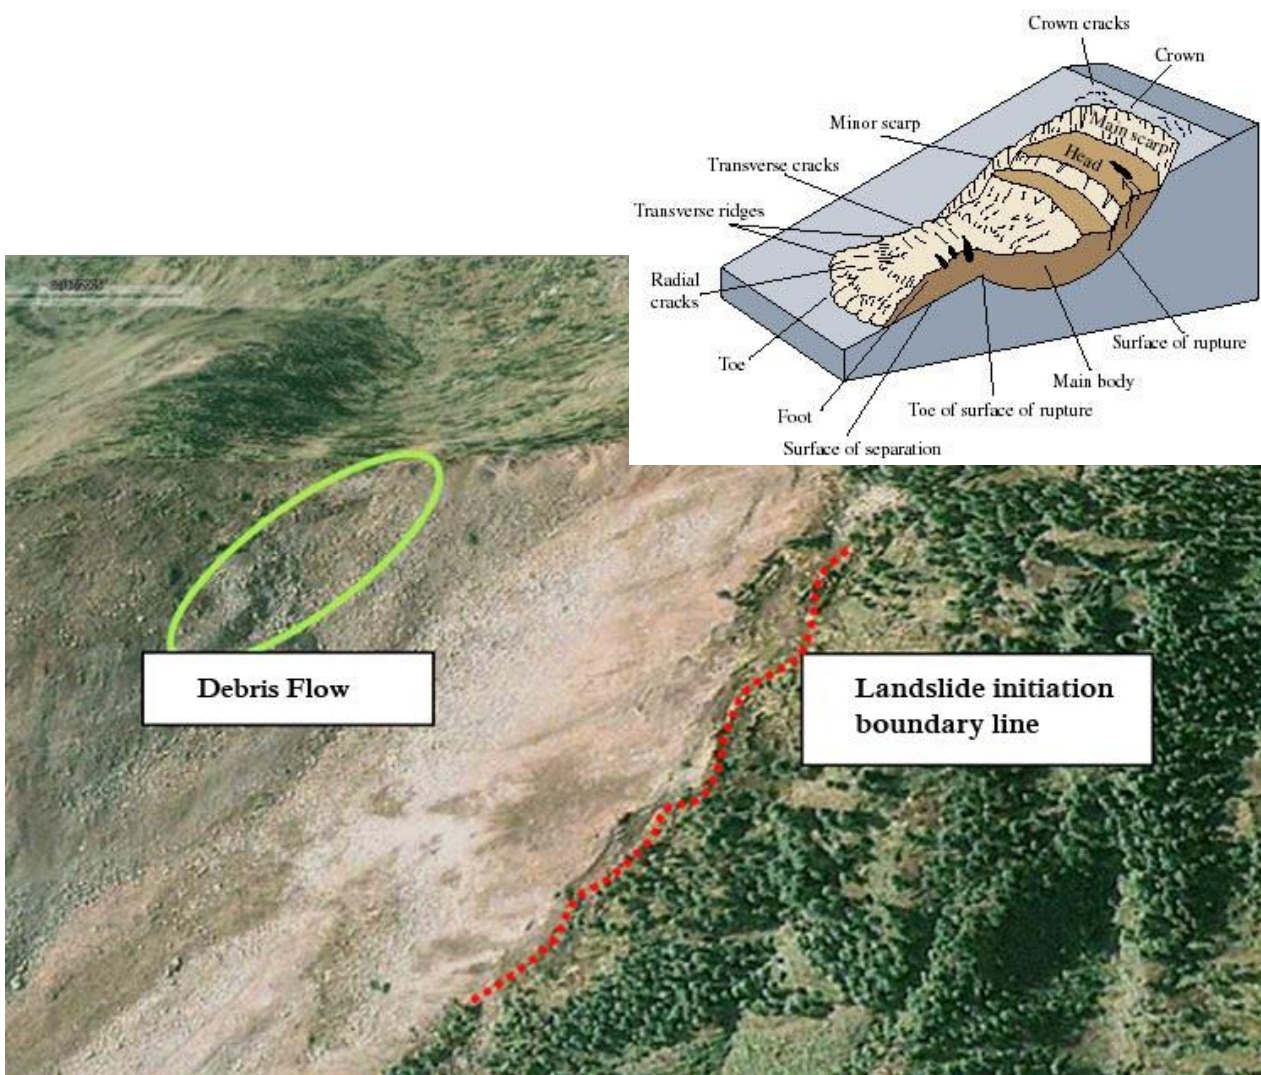 Crown cracks
Crown
Minor scarp
Main scarp
Head
Transverse cracks
Transverse ridges
Radial
cracks
Surface of rupture
Toe
Main body
Foot
Toe of surface of rupture
Surface of separation
Debris Flow
Landslide initiation
boundary line